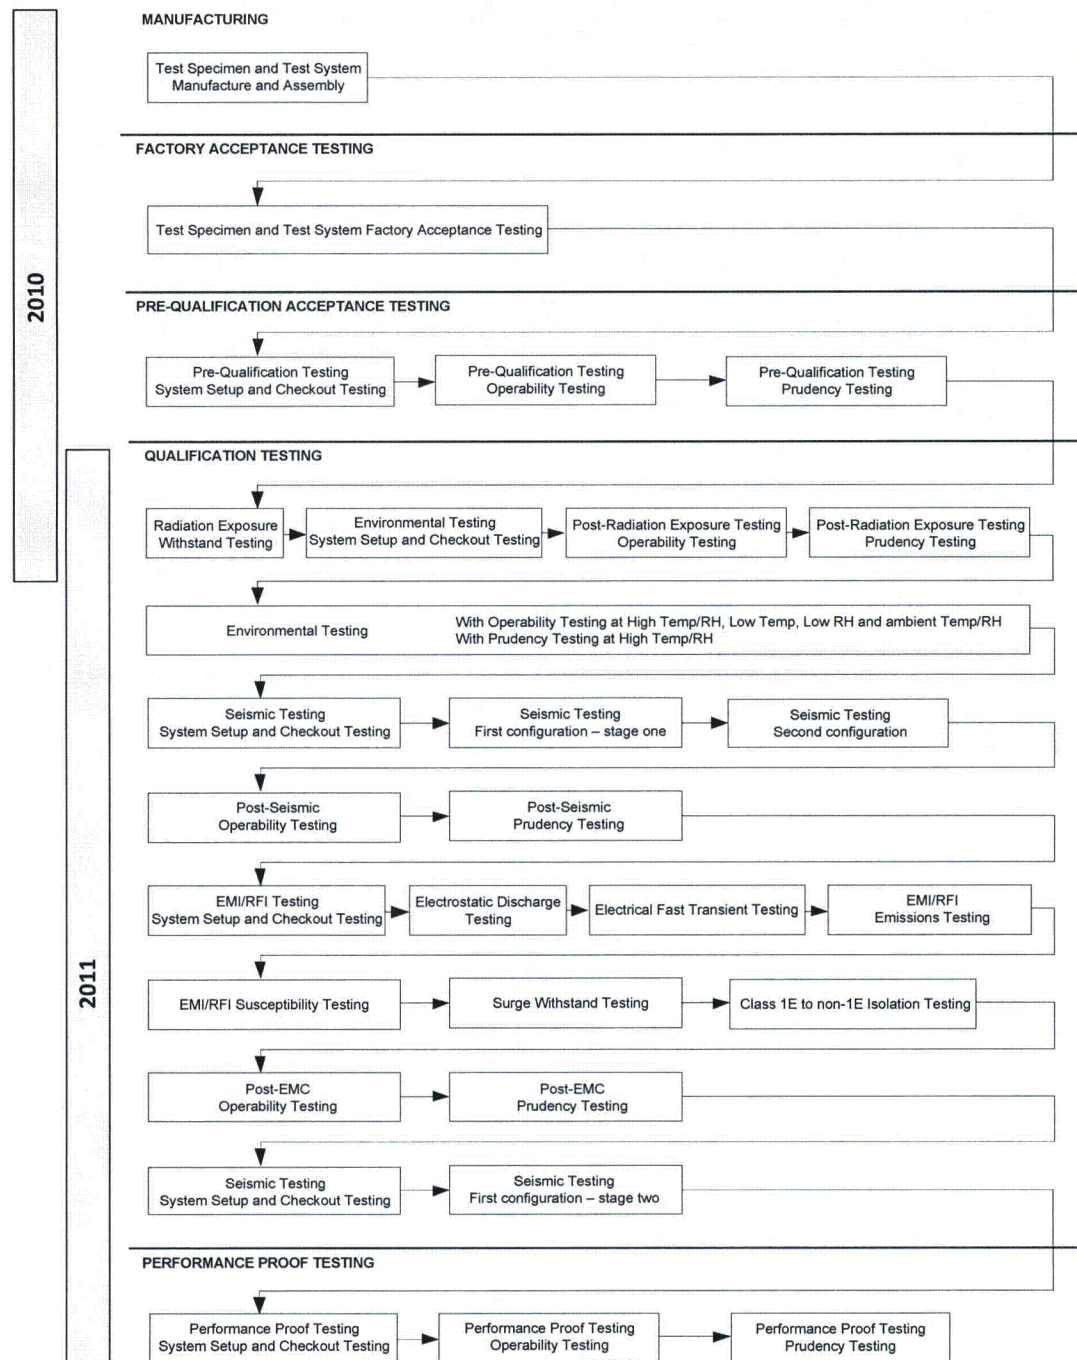 MANUFACTURING
Test Specimen and Test System
Manufacture and Assembly
FACTORY ACCEPTANCE TESTING
Test Specimen and Test System Factory Acceptance Testing
2010
PRE-QUALIFICATION ACCEPTANCE TESTING
Pre-Qualification Testing
System Setup and Checkout Testing
Pre-Qualification Testing
Operability Testing
Pre-Qualification Testing
Prudency Testing
QUALIFICATION TESTING
Radiation Exposure
Withstand Testing
Environmental Testing
System Setup and Checkout Testing
Post-Radiation Exposure Testing
Operability Testing
Post-Radiation Exposure Testing
Prudency Testing
Environmental Testing
With Operability Testing at High Temp/RH, Low Temp, Low RH and ambient Temp/RH
With Prudency Testing at High Temp/RH
Seismic Testing
System Setup and Checkout Testing
Seismic Testing
First configuration – stage one
Seismic Testing
Second configuration
Post-Seismic
Operability Testing
Post-Seismic
Prudency Testing
EMI/RFI Testing
System Setup and Checkout Testing
Electrostatic Discharge
Testing
Electrical Fast Transient Testing
EMI/RFI
Emissions Testing
2011
EMI/RFI Susceptibility Testing
Surge Withstand Testing
Class 1E to non-1E Isolation Testing
Post-EMC
Operability Testing
Post-EMC
Prudency Testing
Seismic Testing
System Setup and Checkout Testing
Seismic Testing
First configuration – stage two
PERFORMANCE PROOF TESTING
Performance Proof Testing
System Setup and Checkout Testing
Performance Proof Testing
Operability Testing
Performance Proof Testing
Prudency Testing